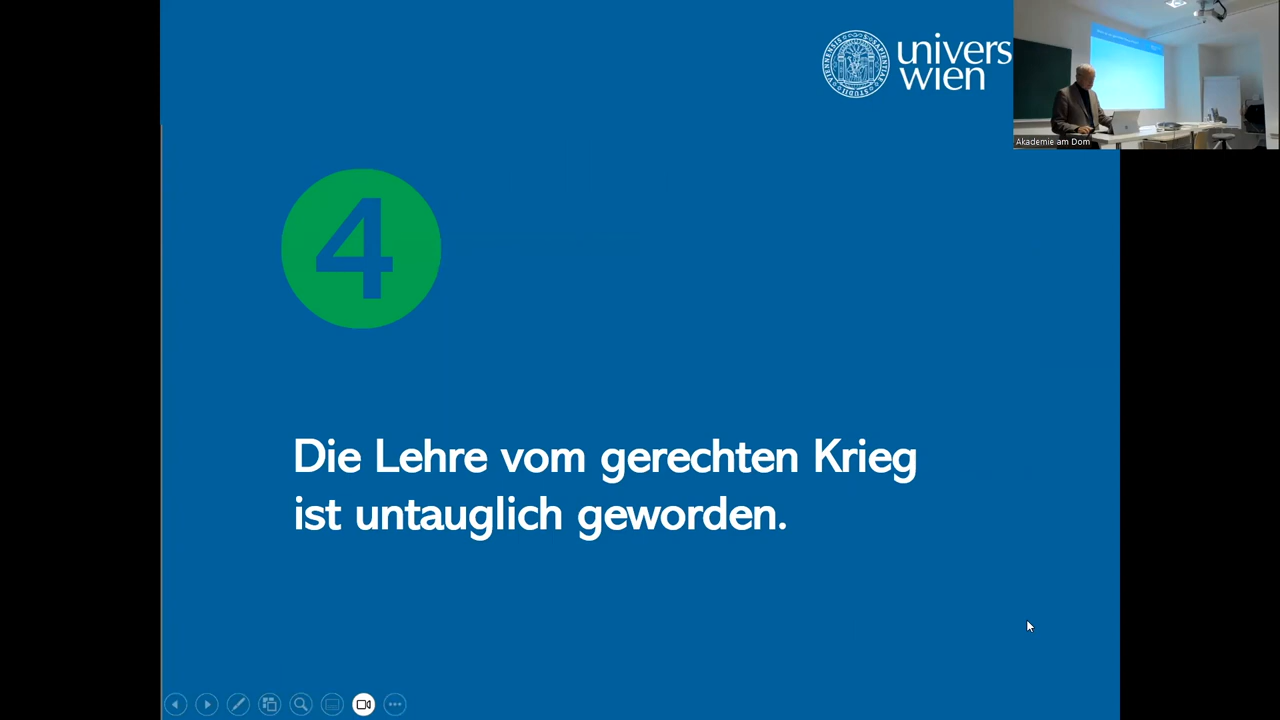 univers
wien
Akademie am Dom
4
Die Lehre vom gerechten Krieg
ist untauglich geworden.